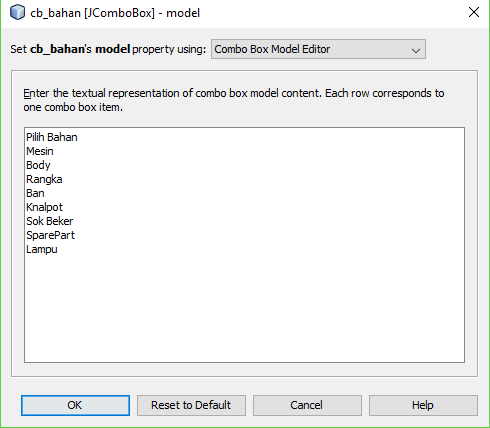 cb_bahan [JComboBox] - model
Set cb_bahan's model property using: Combo Box Model Editor
Enter the textual representation of combo box model content. Each row corresponds to
one combo box item.
Pilih Bahan
Mesin
Body
Rangka
Ban
Knalpot
Sok Beker
SparePart
Lampu
OK Reset to Default Cancel Help